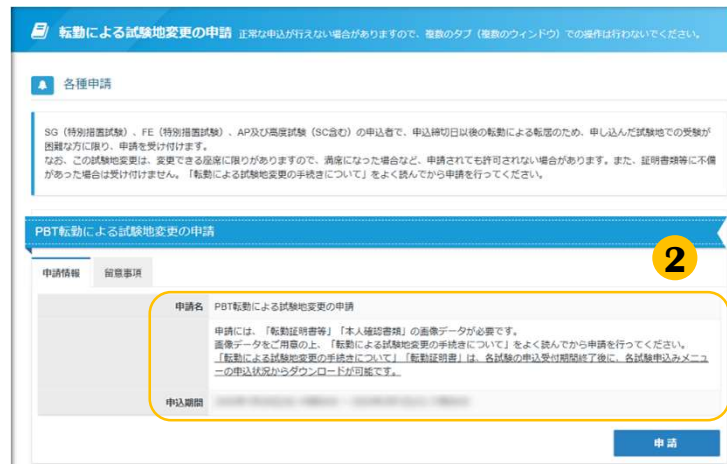 転勤による試験地変更の申請 正常な申込が行えない場合がありますので、複数のタブ（複数のウィンドウ）での操作は行わないでください。
各種申請
SG（特別措置試験）、FE（特別措置試験）、AP及び高度試験（SC含む）の申込者で、申込締切日以後の転勤による転居のため、申し込んだ試験地での受験が
困難な方に限り、申請を受け付けます。
なお、この試験地変更は、変更できる座席に限りがありますので、満席になった場合など、申請されても許可されない場合があります。また、証明書類等に不備
があった場合は受け付けません。「転勤による試験地変更の手続きについて」をよく読んでから申請を行ってください。
PBT転勤による試験地変更の申請
2
申請情報 留意事項
申請名 PBT転勤による試験地変更の申請
申請には、「転勤証明書等」「本人確認書類」の画像データが必要です。
画像データをご用意の上、「転勤による試験地変更の手続きについて」をよく読んでから申請を行ってください。
「転勤による試験地変更の手続きについて」「転勤証明書」は、各試験の申込受付期間終了後に、各試験申込みメニュ
ーの申込状況からダウンロードが可能です。
申込期間
申請